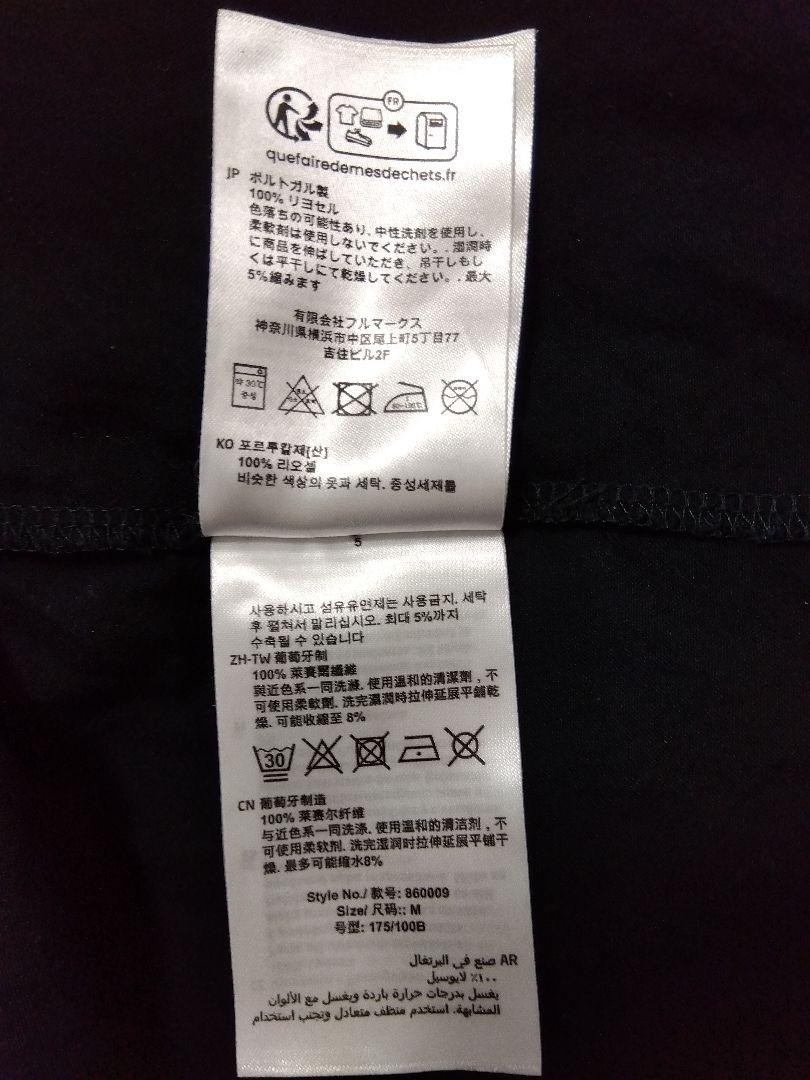 FR
quefairedemesdechets.fr
JP ポルトガル製
100% リヨセル
色落ちの可能性あり、中性洗剤を使用し、
柔軟剤は使用しないでください。. 湿潤時
に商品を伸ばしていただき、吊干しもし
くは平干しにて乾燥してください。. 最大
5%縮みます
有限会社フルマークス
神奈川県横浜市中区尾上町5丁目77
吉住ビル2F
약 30℃
중성
KO 포르투칼제[산]
100% 리오셀
비슷한 색상의 옷과 세탁. 중성세제를
5
사용하시고 섬유유연제는 사용금지. 세탁
후 펼쳐서 말리십시오. 최대 5%까지
수축될 수 있습니다
ZH-TW 葡萄牙制
100% 萊賽爾纖維
與近色系一同洗滌. 使用溫和的清潔劑，不
可使用柔軟劑. 洗完濕潤時拉伸延展平鋪乾
燥. 可能收縮至 8%
30
CN 葡萄牙制造
100% 莱赛尔纤维
与近色系一同洗涤. 使用溫和的清洁剂，不
可使用柔软剂. 洗完湿润时拉伸延展平铺干
燥. 最多可能缩水8%
Style No./ 款号: 860009
Size/ 尺码:: M
号型: 175/100B
AR صنع في البرتغال
١٠٠٪ لايوسيل
يغسل بدرجات حرارة باردة ويغسل مع الألوان
المشابهة. استخدم منظف متعادل وتجنب استخدام